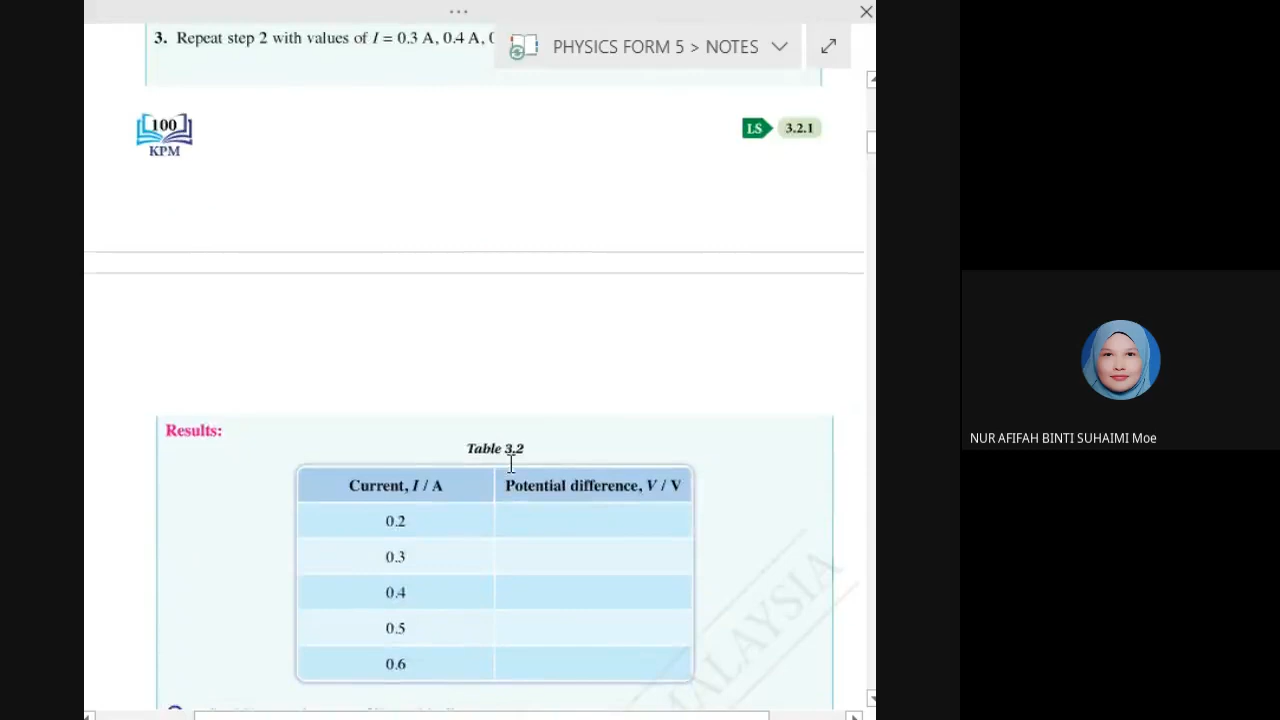 3. Repeat step 2 with values of I = 0.3 A, 0.4 A,
PHYSICS FORM 5 > NOTES
100
KPM
LS 3.2.1
Results:
Table 3.2
Current, I / A Potential difference, V / V
0.2
0.3
0.4
0.5
0.6
MALAYSIA
NUR AFIFAH BINTI SUHAIMI Moe